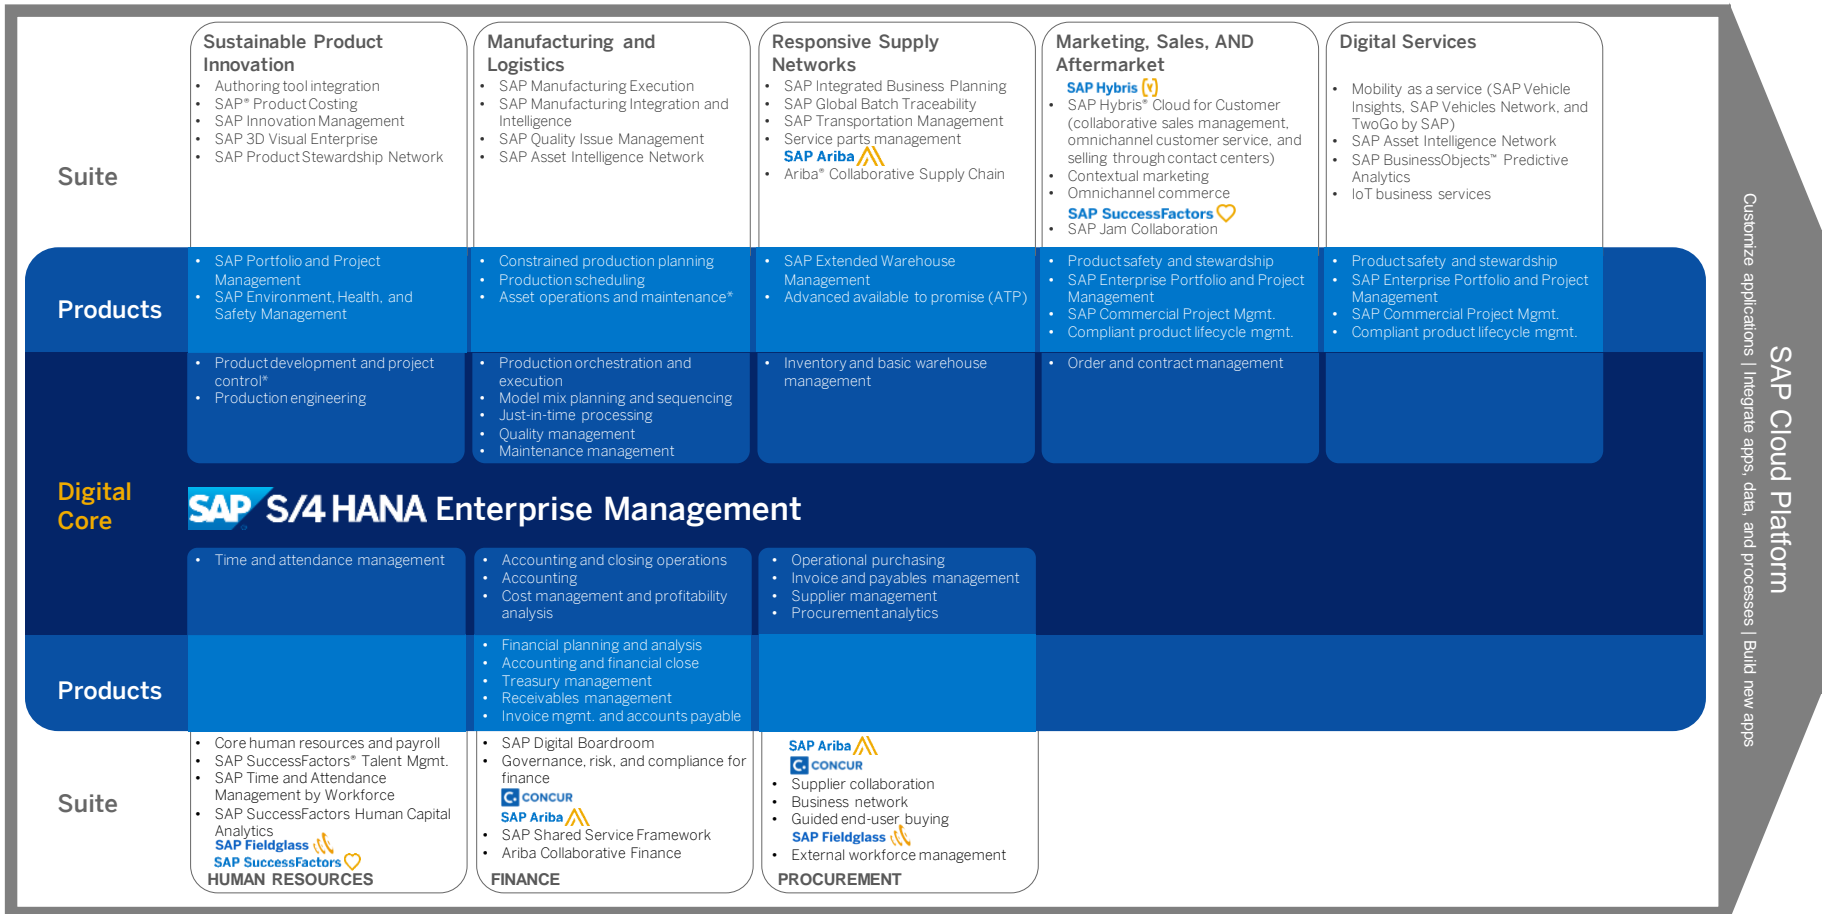 Sustainable Product
Innovation
• Authoring tool integration
• SAP® Product Costing
• SAP Innovation Management
• SAP 3D Visual Enterprise
• SAP Product Stewardship Network
Manufacturing and
Logistics
• SAP Manufacturing Execution
• SAP Manufacturing Integration and
Intelligence
• SAP Quality Issue Management
• SAP Asset Intelligence Network
Responsive Supply
Networks
• SAP Integrated Business Planning
• SAP Global Batch Traceability
• SAP Transportation Management
• Service parts management
SAP Ariba
• Ariba® Collaborative Supply Chain
Marketing, Sales, AND
Aftermarket
SAP Hybris
• SAP Hybris® Cloud for Customer
(collaborative sales management,
omnichannel customer service, and
selling through contact centers)
• Contextual marketing
• Omnichannel commerce
SAP SuccessFactors
• SAP Jam Collaboration
Digital Services
• Mobility as a service (SAP Vehicle
Insights, SAP Vehicles Network, and
TwoGo by SAP)
• SAP Asset Intelligence Network
• SAP BusinessObjects™ Predictive
Analytics
• IoT business services
Suite
Products
• SAP Portfolio and Project
Management
• SAP Environment, Health, and
Safety Management
• Constrained production planning
• Production scheduling
• Asset operations and maintenance*
• SAP Extended Warehouse
Management
• Advanced available to promise (ATP)
• Product safety and stewardship
• SAP Enterprise Portfolio and Project
Management
• SAP Commercial Project Mgmt.
• Compliant product lifecycle mgmt.
• Product safety and stewardship
• SAP Enterprise Portfolio and Project
Management
• SAP Commercial Project Mgmt.
• Compliant product lifecycle mgmt.
• Product development and project
control*
• Production engineering
• Production orchestration and
execution
• Model mix planning and sequencing
• Just-in-time processing
• Quality management
• Maintenance management
• Inventory and basic warehouse
management
• Order and contract management
Digital
Core
SAP S/4 HANA Enterprise Management
• Time and attendance management
• Accounting and closing operations
• Accounting
• Cost management and profitability
analysis
• Operational purchasing
• Invoice and payables management
• Supplier management
• Procurement analytics
Products
• Financial planning and analysis
• Accounting and financial close
• Treasury management
• Receivables management
• Invoice mgmt. and accounts payable
Suite
• Core human resources and payroll
• SAP SuccessFactors® Talent Mgmt.
• SAP Time and Attendance
Management by Workforce
• SAP SuccessFactors Human Capital
Analytics
SAP Fieldglass
SAP SuccessFactors
HUMAN RESOURCES
• SAP Digital Boardroom
• Governance, risk, and compliance for
finance
C. CONCUR
SAP Ariba
• SAP Shared Service Framework
• Ariba Collaborative Finance
FINANCE
SAP Ariba
C. CONCUR
• Supplier collaboration
• Business network
• Guided end-user buying
SAP Fieldglass
• External workforce management
PROCUREMENT
SAP Cloud Platform
Customize applications | Integrate apps, data, and processes | Build new apps